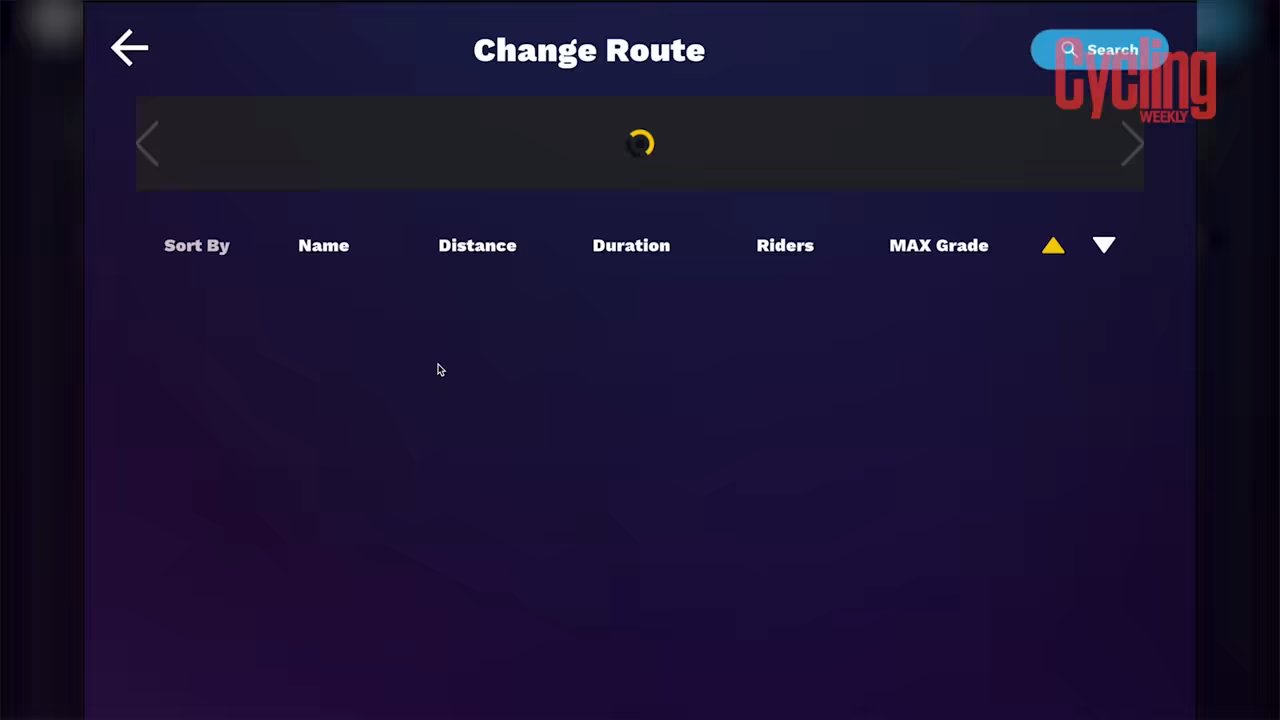 Change Route
Search
Cycling
WEEKLY
Sort By Name Distance Duration Riders MAX Grade